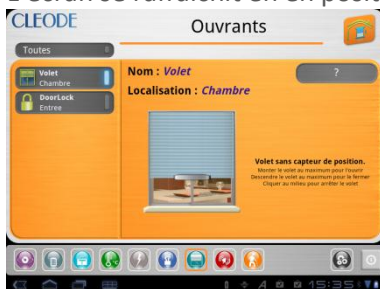 CLEODE
Ouvrants
Toutes
Volet
Chambre
DoorLock
Entree
Nom : Volet
Localisation : Chambre
?
Volet sans capteur de position.
Monter le volet au maximum pour l'ouvrir
Descendre le volet au maximum pour le fermer
Cliquer au milieu pour arrêter le volet
15:35